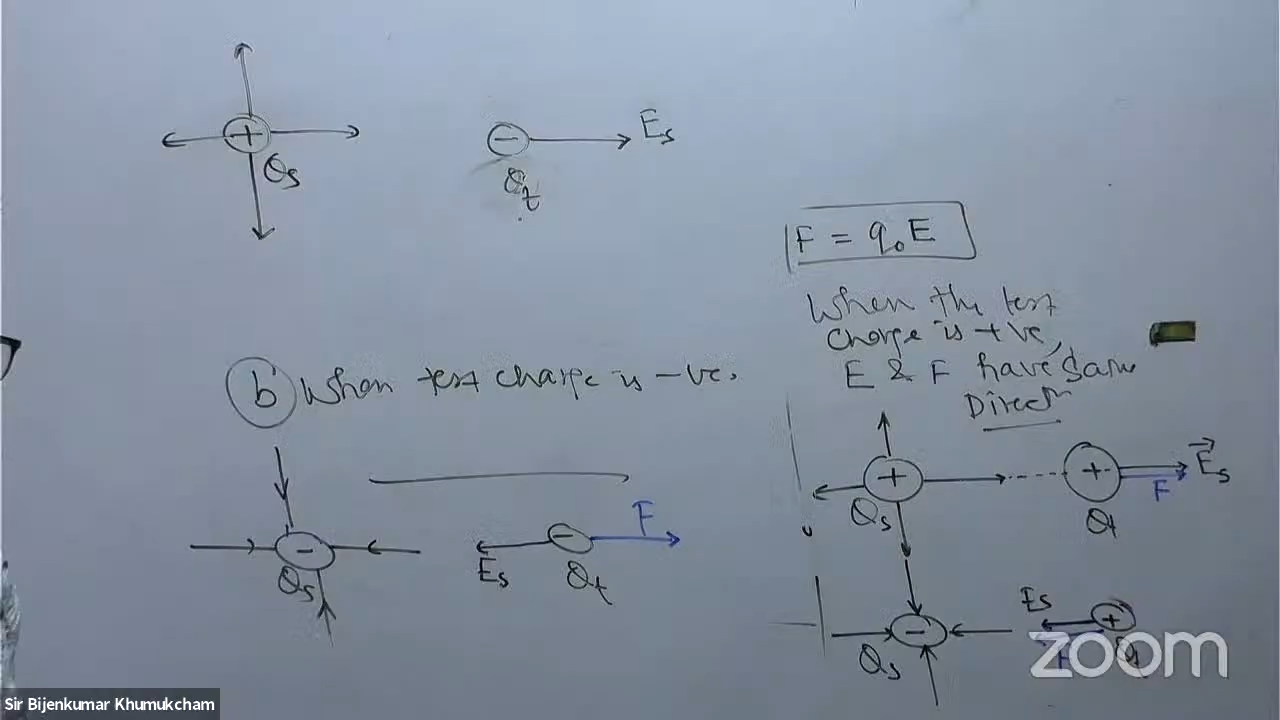 +
Qs
−
Qt
Es
F = q₀E
When the test
charge is +ve,
E & F have same
Directⁿ
b When test charge is -ve.
−
Qs
Es
−
Qt
F
+
Qs
+
Qt
Es
F
−
Qs
Es
+
F
zoom
Sir Bijenkumar Khumukcham